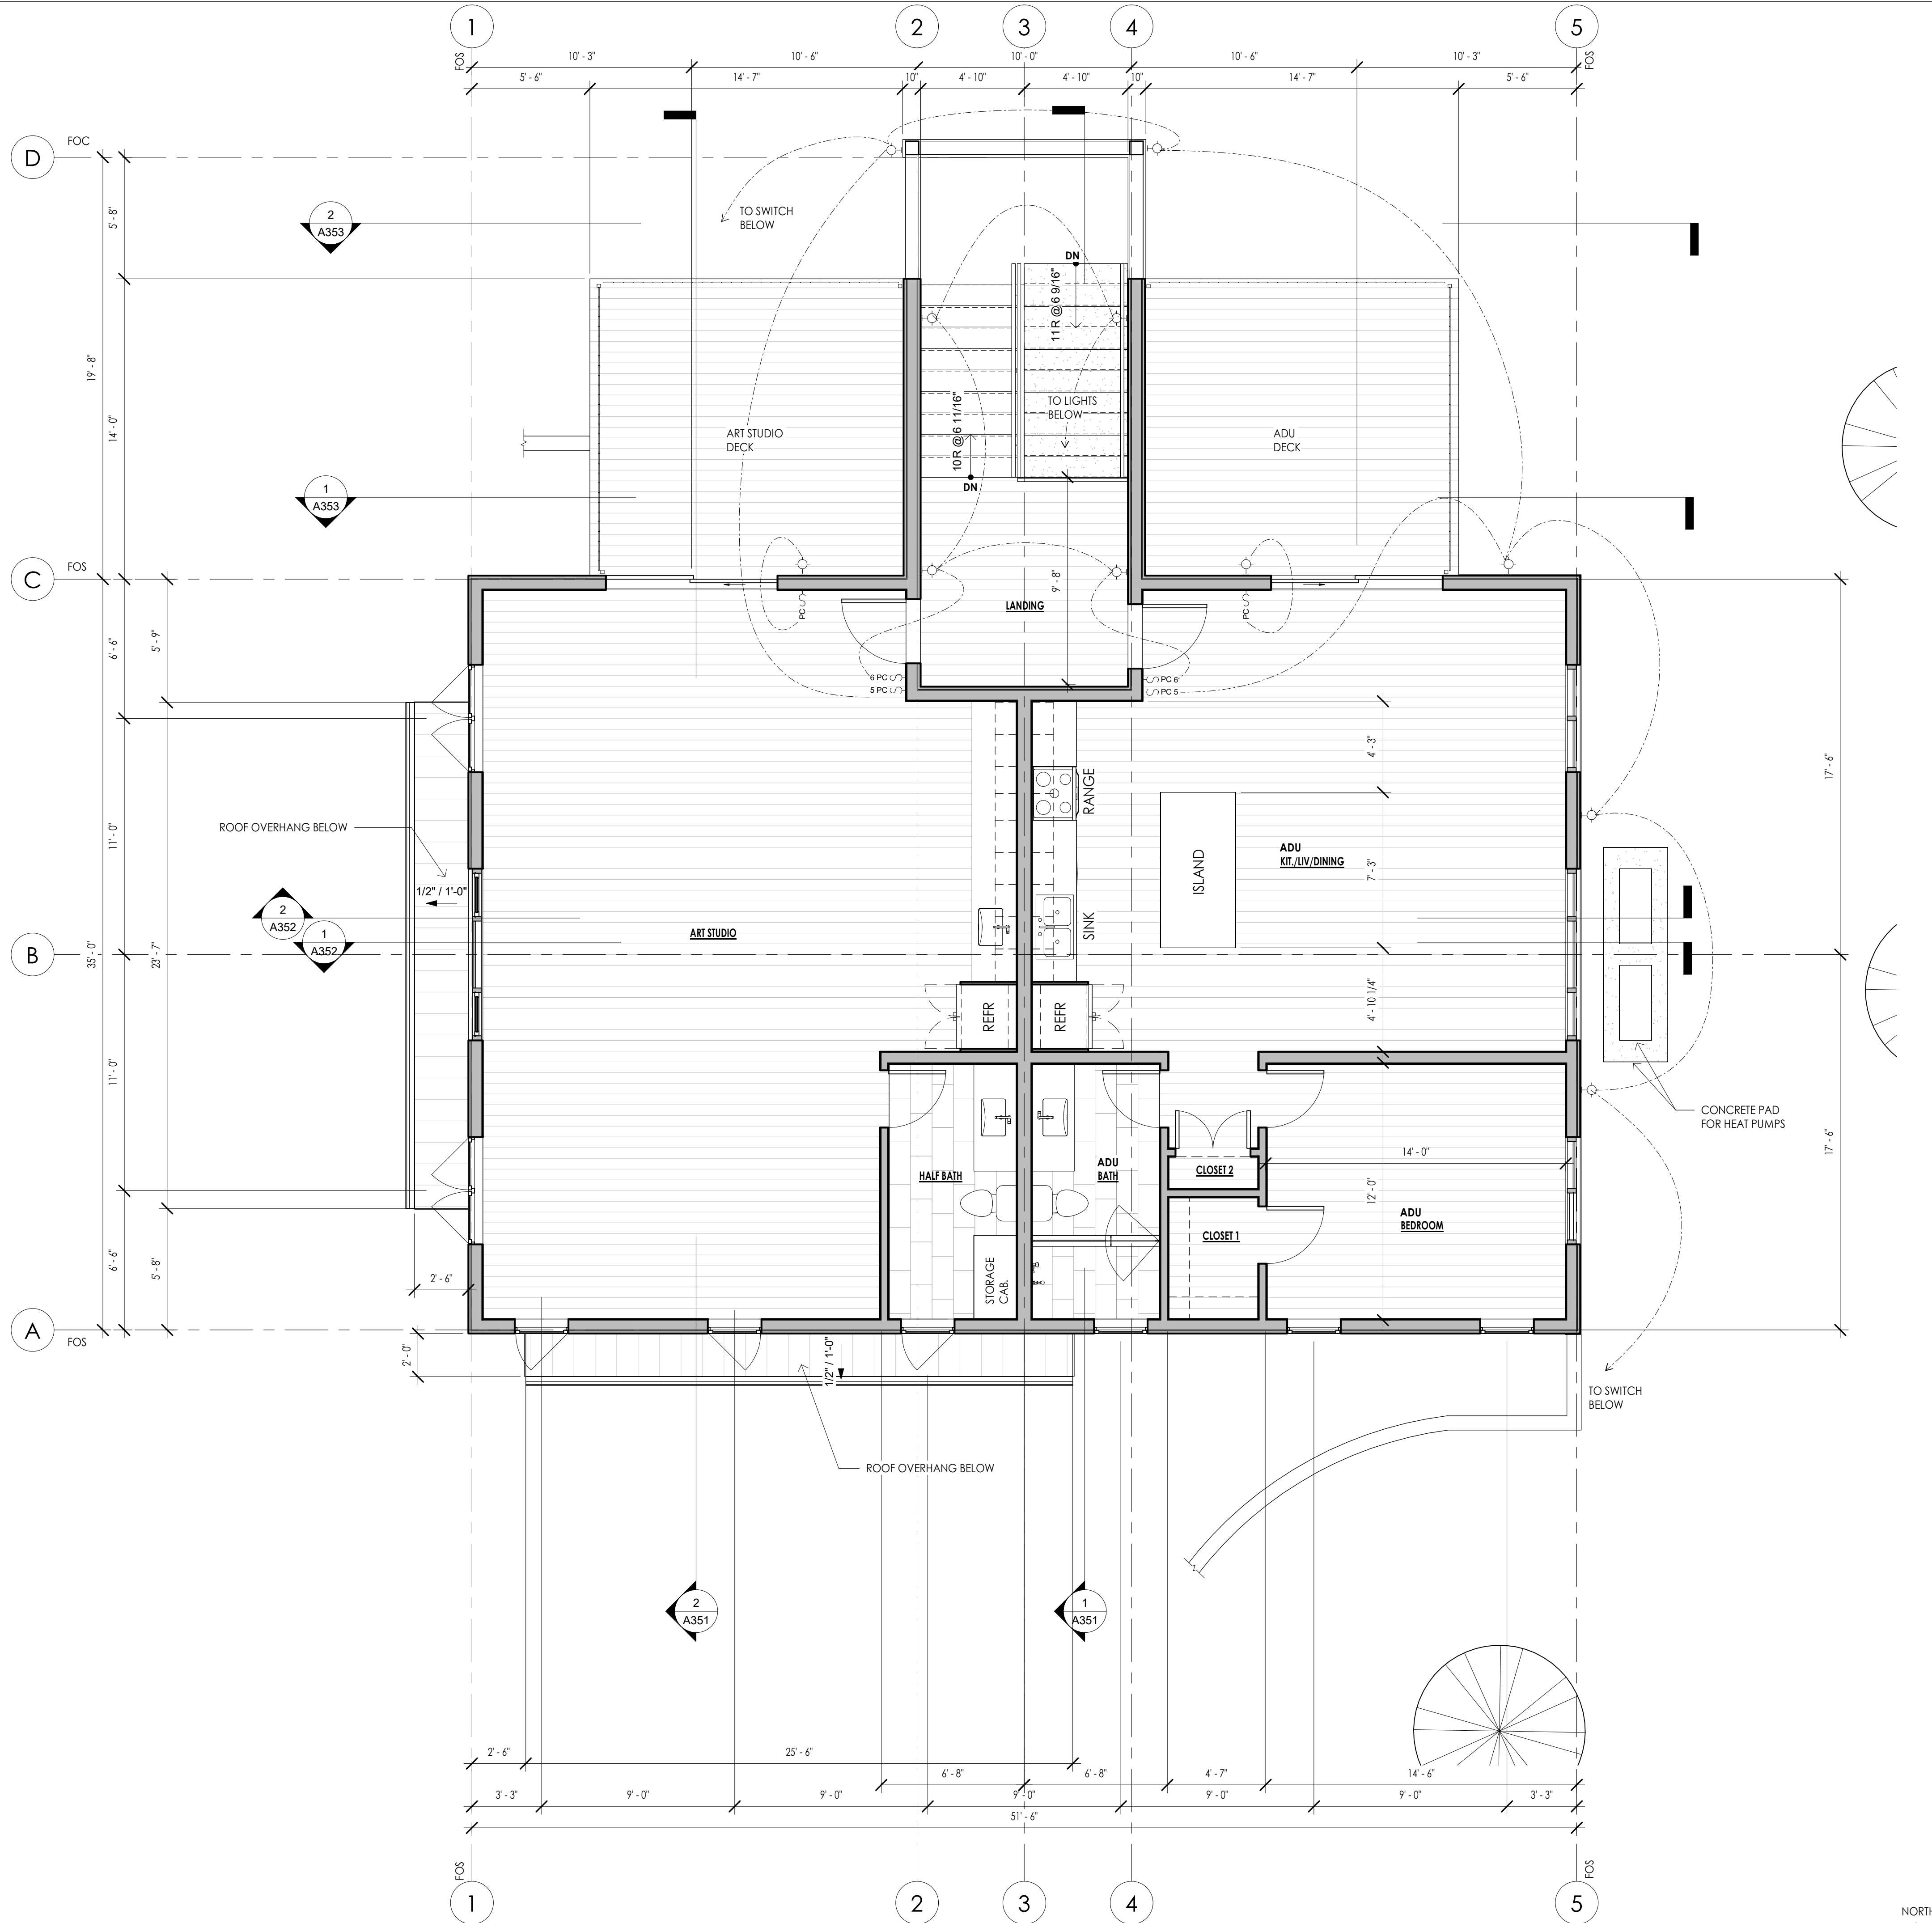 1
2
3
4
5
FOS
FOS
10' - 3"
10' - 6"
10' - 0"
10' - 6"
10' - 3"
5' - 6"
14' - 7"
10"
4' - 10"
4' - 10"
10"
14' - 7"
5' - 6"
D
FOC
2
A353
TO SWITCH
BELOW
5' - 8"
DN
11R @ 6 9/16"
19' - 8"
14' - 0"
10R @ 6 11/16"
TO LIGHTS
BELOW
ART STUDIO
DECK
ADU
DECK
DN
1
A353
C
FOS
9' - 8"
PC
PC
LANDING
6' - 6"
5' - 9"
6 PC
5 PC
PC 6
PC 5
4' - 3"
17' - 6"
RANGE
ROOF OVERHANG BELOW
11' - 0"
ADU
KIT./LIV/DINING
ISLAND
7' - 3"
1/2" / 1'-0"
2
A352
1
A352
SINK
ART STUDIO
B
35' - 0"
23' - 7"
REFR
REFR
4' - 10 1/4"
11' - 0"
CONCRETE PAD
FOR HEAT PUMPS
17' - 6"
14' - 0"
HALF BATH
ADU
BATH
CLOSET 2
12' - 0"
ADU
BEDROOM
CLOSET 1
6' - 6"
5' - 8"
2' - 6"
STORAGE
CAB.
A
FOS
2' - 0"
1/2" / 1'-0"
TO SWITCH
BELOW
ROOF OVERHANG BELOW
2
A351
1
A351
2' - 6"
25' - 6"
6' - 8"
6' - 8"
4' - 7"
14' - 6"
3' - 3"
9' - 0"
9' - 0"
9' - 0"
9' - 0"
9' - 0"
3' - 3"
51' - 6"
FOS
FOS
1
2
3
4
5
NORTH